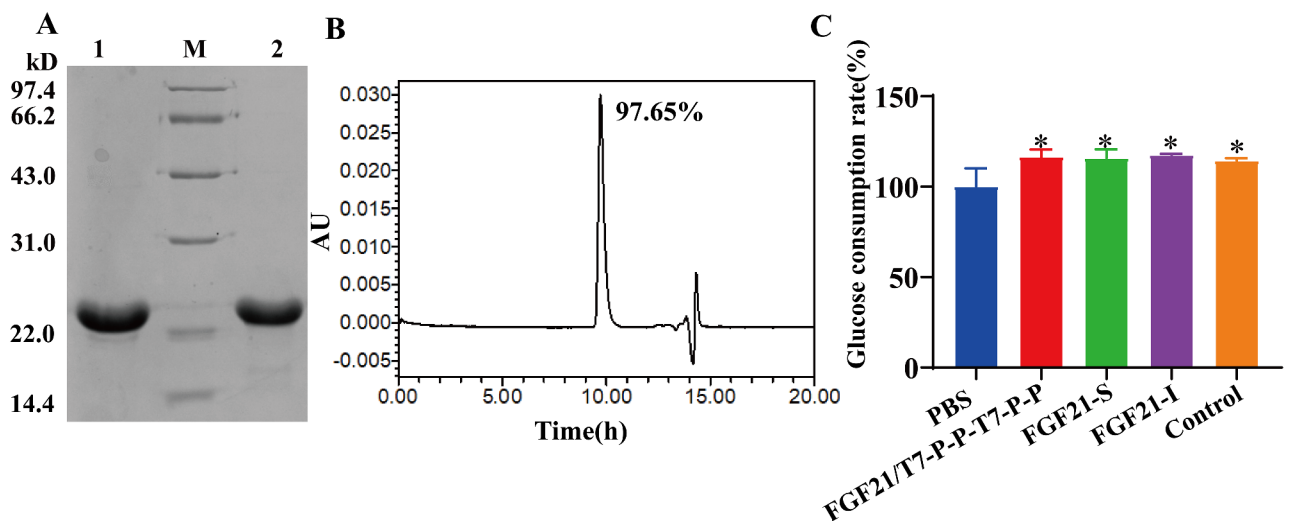 A
1 M 2
kD
97.4
66.2
43.0
31.0
22.0
14.4
B
97.65%
AU
0.030
0.025
0.020
0.015
0.010
0.005
0.000
-0.005
0.00 5.00 10.00 15.00 20.00
Time(h)
C
Glucose consumption rate(%)
150
100
50
0
* * * *
PBS
FGF21/T7-P-P-T7-P-P
FGF21-S
FGF21-I
Control